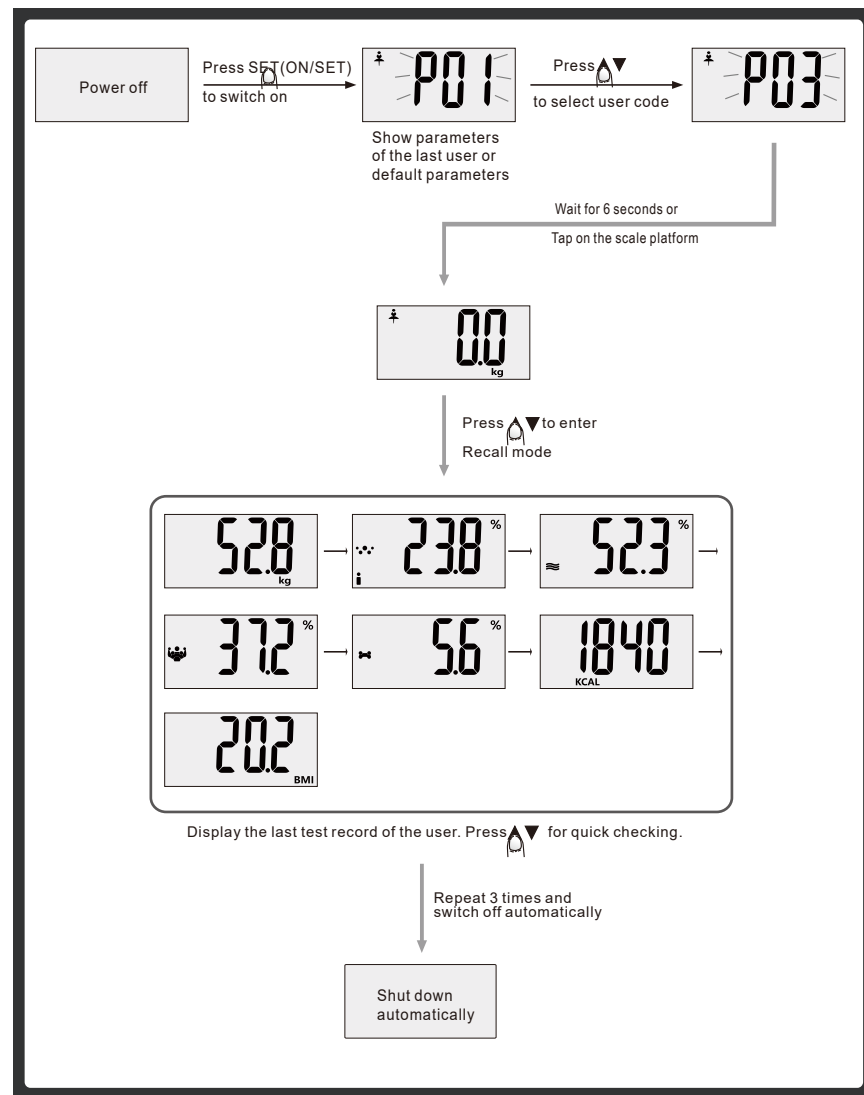 Power off
Press SET(ON/SET)
to switch on
P01
Press▲▼
to select user code
P03
Show parameters
of the last user or
default parameters
Wait for 6 seconds or
Tap on the scale platform
0.0
kg
Press▲▼to enter
Recall mode
52.8 kg
23.8 %
52.3 %
37.2 %
5.6 %
1840 KCAL
20.2 BMI
Display the last test record of the user. Press▲▼ for quick checking.
Repeat 3 times and
switch off automatically
Shut down
automatically